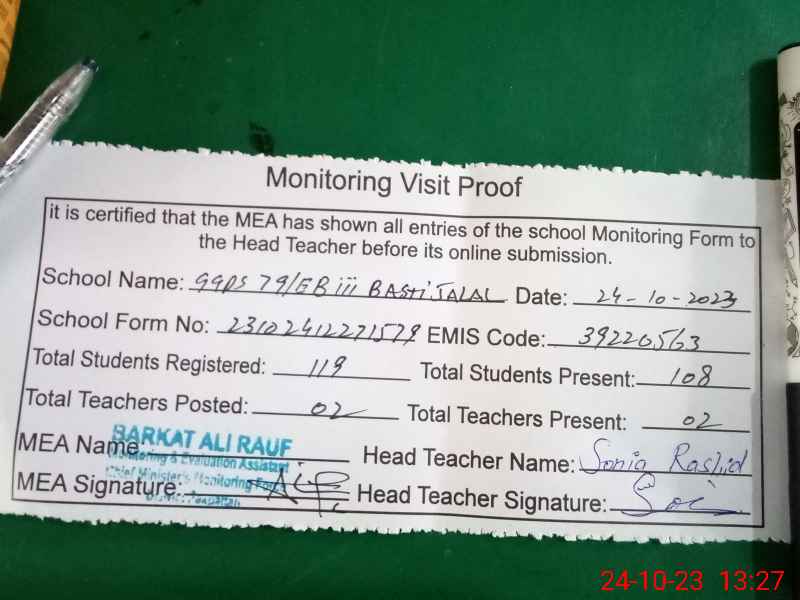 Monitoring Visit Proof
it is certified that the MEA has shown all entries of the school Monitoring Form to
the Head Teacher before its online submission.
School Name: GGPS 79/EB iii BASTI JALAL Date: 24-10-2023
School Form No: 23102412271579 EMIS Code: 39220563
Total Students Registered: 119 Total Students Present: 108
Total Teachers Posted: 02 Total Teachers Present: 02
BARKAT ALI RAUF
MEA Name: Head Teacher Name: Sonia Rashid
Monitoring & Evaluation Assistant
Chief Minister's Monitoring Force
MEA Signature: Head Teacher Signature:
District Pakpattan
24-10-23 13:27